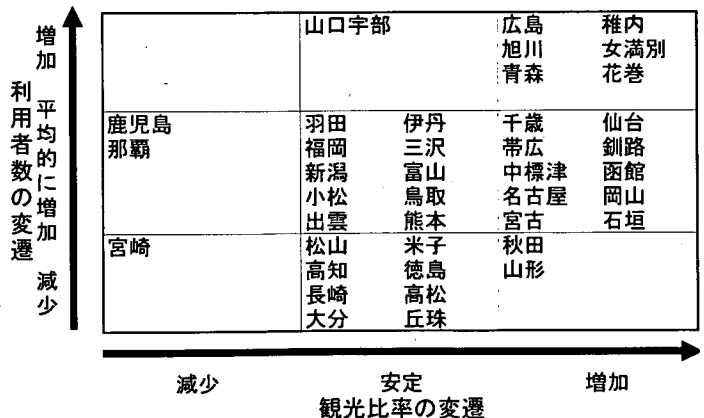 利用者数の変遷
増加
平均的に増加
減少
山口宇部 広島 稚内
旭川 女満別
青森 花巻
鹿児島 羽田 伊丹 千歳 仙台
那覇 福岡 三沢 帯広 釧路
新潟 富山 中標津 函館
小松 鳥取 名古屋 岡山
出雲 熊本 宮古 石垣
宮崎 松山 米子 秋田
高知 徳島 山形
長崎 高松
大分 丘珠
減少 安定 増加
観光比率の変遷